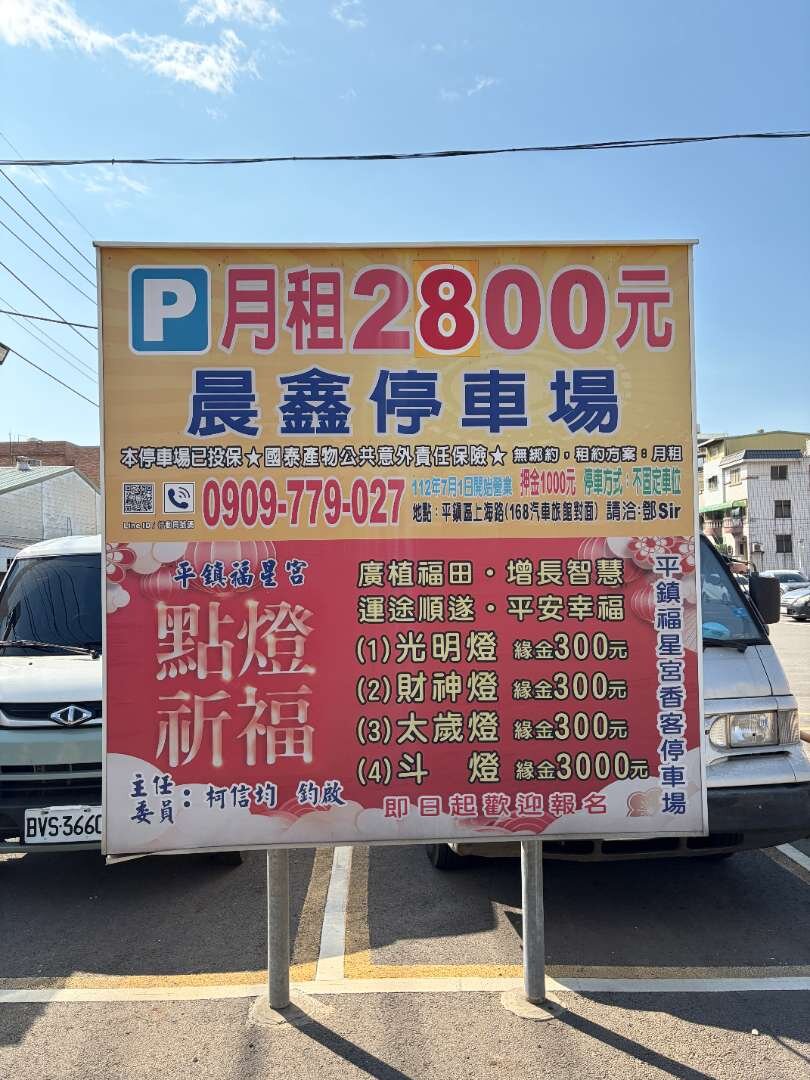 P月租2800元
晨鑫停車場
本停車場已投保★國泰產物公共意外責任保險★ 無綁約，租約方案：月租
Line ID / 行動電話號碼
0909-779-027
112年7月1日開始營業 押金1000元 停車方式：不固定車位
地點：平鎮區上海路(168汽車旅館對面) 請洽：鄧Sir
平鎮福星宮
點燈
祈福
主任
委員：柯信均 鈞啟
廣植福田・增長智慧
運途順遂・平安幸福
(1)光明燈 緣金300元
(2)財神燈 緣金300元
(3)太歲燈 緣金300元
(4)斗 燈 緣金3000元
即日起歡迎報名
平鎮福星宮香客停車場
BVS-3660